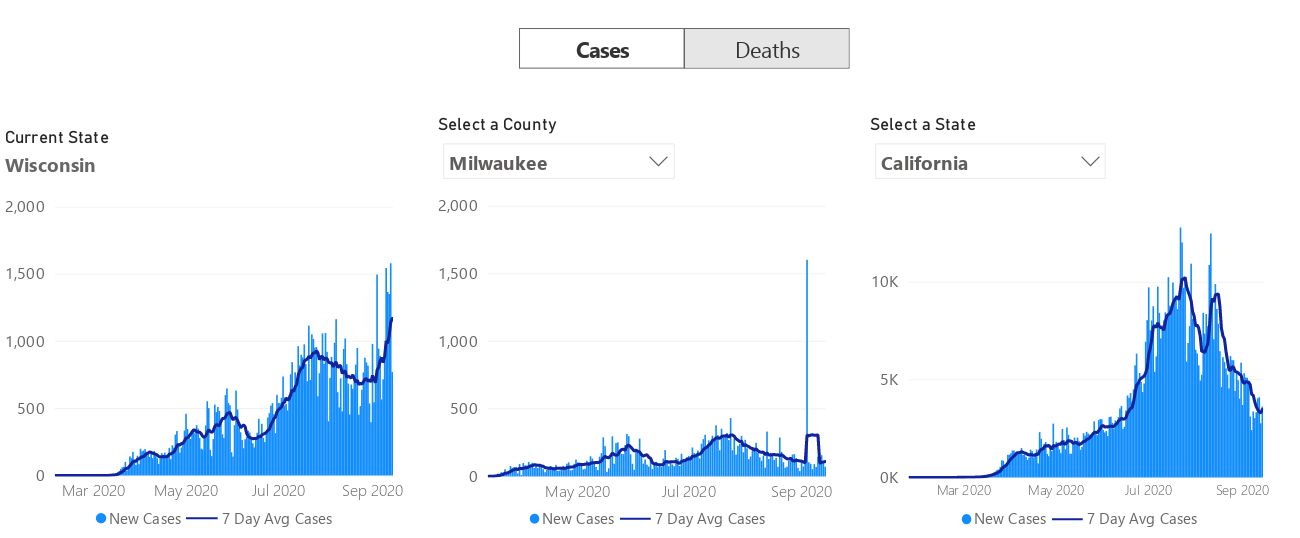 Cases Deaths
Current State
Wisconsin
2,000
1,500
1,000
500
0
Mar 2020 May 2020 Jul 2020 Sep 2020
New Cases 7 Day Avg Cases
Select a County
Milwaukee
2,000
1,500
1,000
500
0
May 2020 Jul 2020 Sep 2020
New Cases 7 Day Avg Cases
Select a State
California
10K
5K
0K
Mar 2020 May 2020 Jul 2020 Sep 2020
New Cases 7 Day Avg Cases